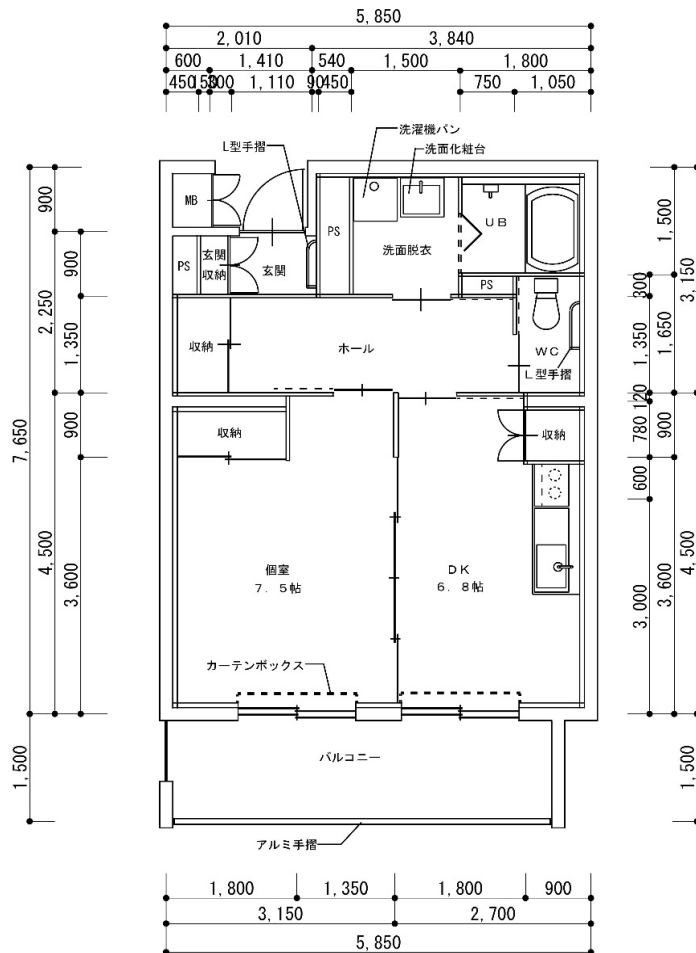 5,850
2,010 3,840
600 1,410 540 1,500 1,800
450 150 300 1,110 90 450 750 1,050
洗濯機パン
L型手摺
洗面化粧台
900
MB
UB
1,500
PS
洗面脱衣
3,150
900
玄関
収納
PS
玄関
2,250
PS
300
1,350
収納
ホール
WC
L型手摺
1,350
1,650
120
7,650
900
収納
収納
780
900
600
4,500
3,600
個室
7.5帖
DK
6.8帖
3,000
3,600
4,500
カーテンボックス
1,500
バルコニー
1,500
アルミ手摺
1,800 1,350 1,800 900
3,150 2,700
5,850